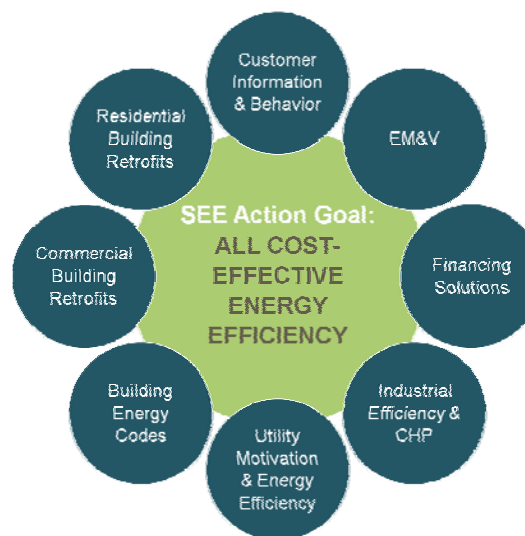 Customer
Information
& Behavior
EM&V
Financing
Solutions
Industrial
Efficiency &
CHP
Utility
Motivation
& Energy
Efficiency
Building
Energy
Codes
Commercial
Building
Retrofits
Residential
Building
Retrofits
SEE Action Goal:
ALL COST-
EFFECTIVE
ENERGY
EFFICIENCY